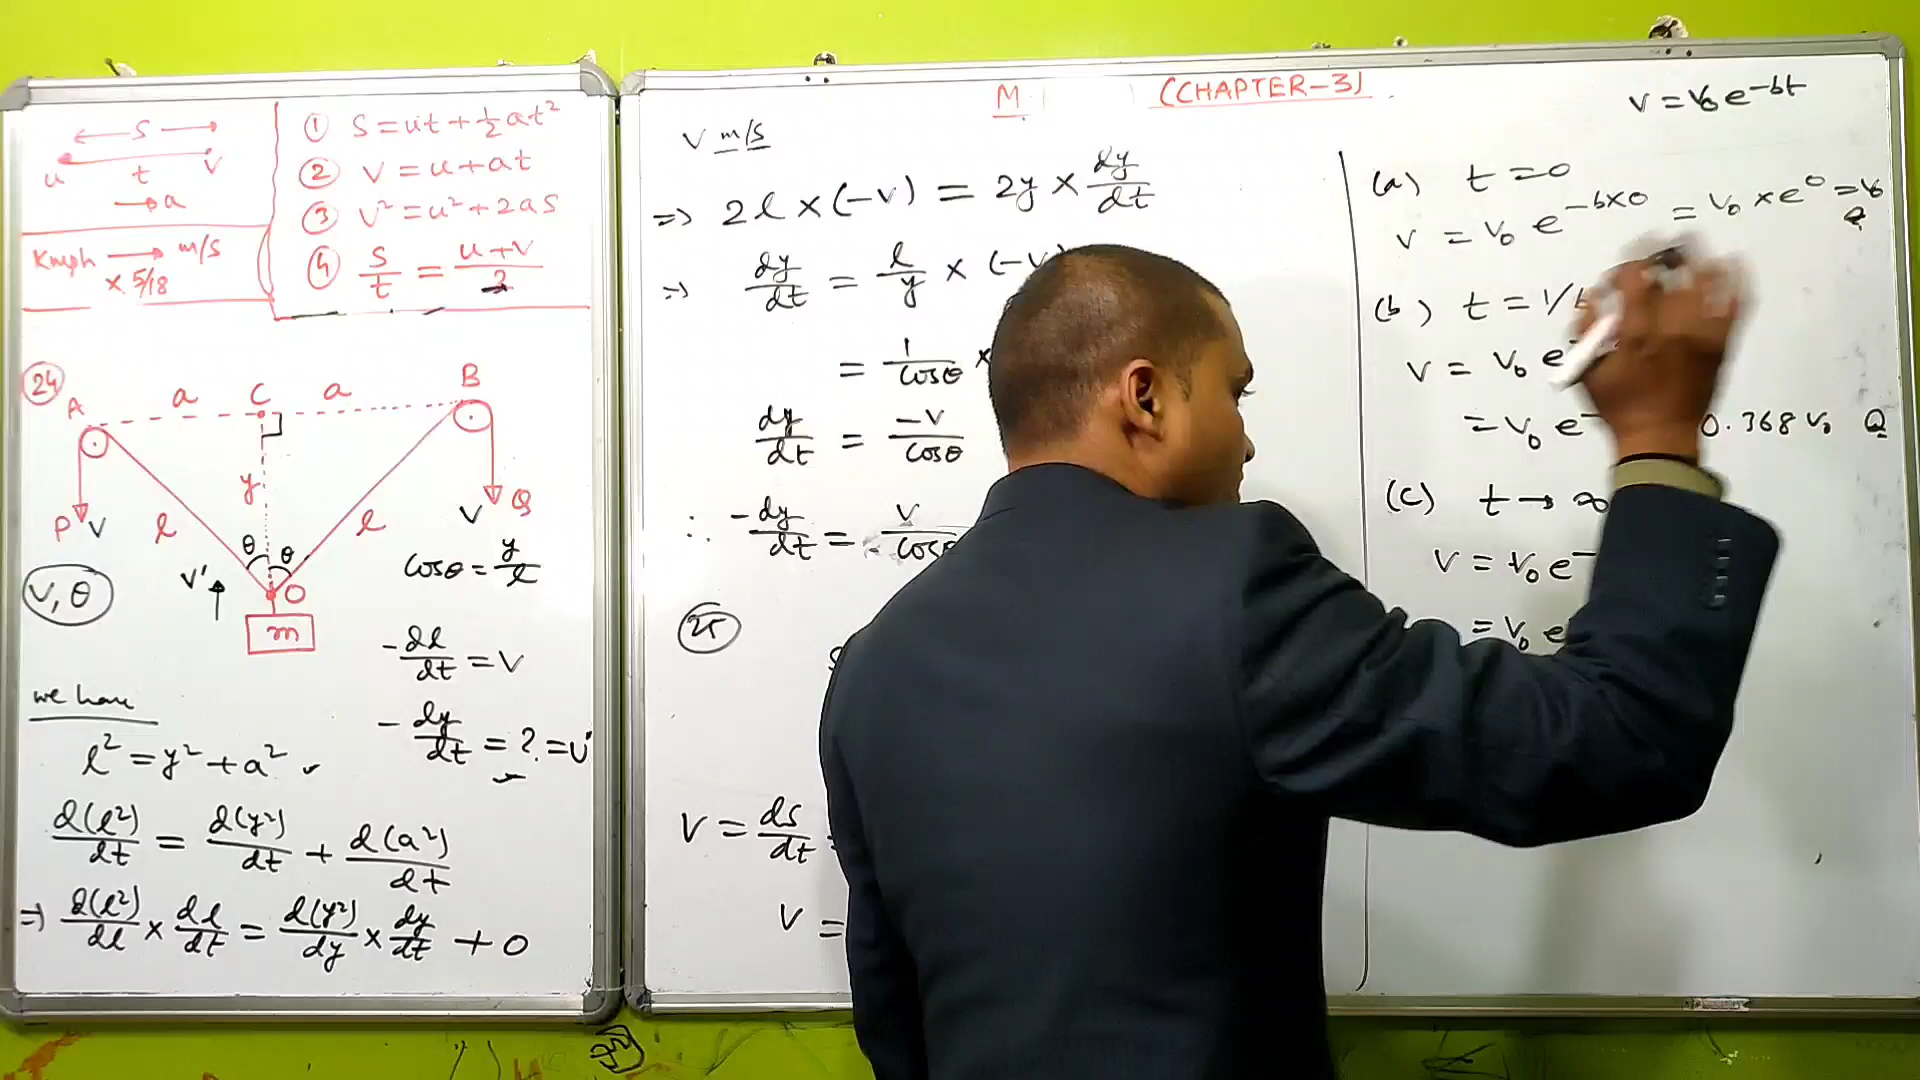 S
u t v
→ a
Kmph → m/s
× 5/18
① S = ut + ½at²
② v = u + at
③ v² = u² + 2as
④ s/t = (u+v)/2
24
A a C a B
y
P v l l v Q
θ θ
v' O
m
v, θ
cosθ = y/l
-dl/dt = v
-dy/dt = ? = v'
we have
l² = y² + a²
d(l²)/dt = d(y²)/dt + d(a²)/dt
⇒ d(l²)/dl × dl/dt = d(y²)/dy × dy/dt + 0
M (CHAPTER-3)
V m/s
⇒ 2l × (-v) = 2y × dy/dt
⇒ dy/dt = l/y × (-v)
= 1/cosθ ×
dy/dt = -v/cosθ
∴ -dy/dt = v/cosθ
25
v = ds/dt
v =
v = v₀e^-bt
(a) t = 0
v = v₀ e^-b×0 = v₀ × e^0 = v₀
(b) t = 1/b
v = v₀ e^-
= v₀ e^- 0.368 v₀
(c) t → ∞
v = v₀ e^-
= v₀ e